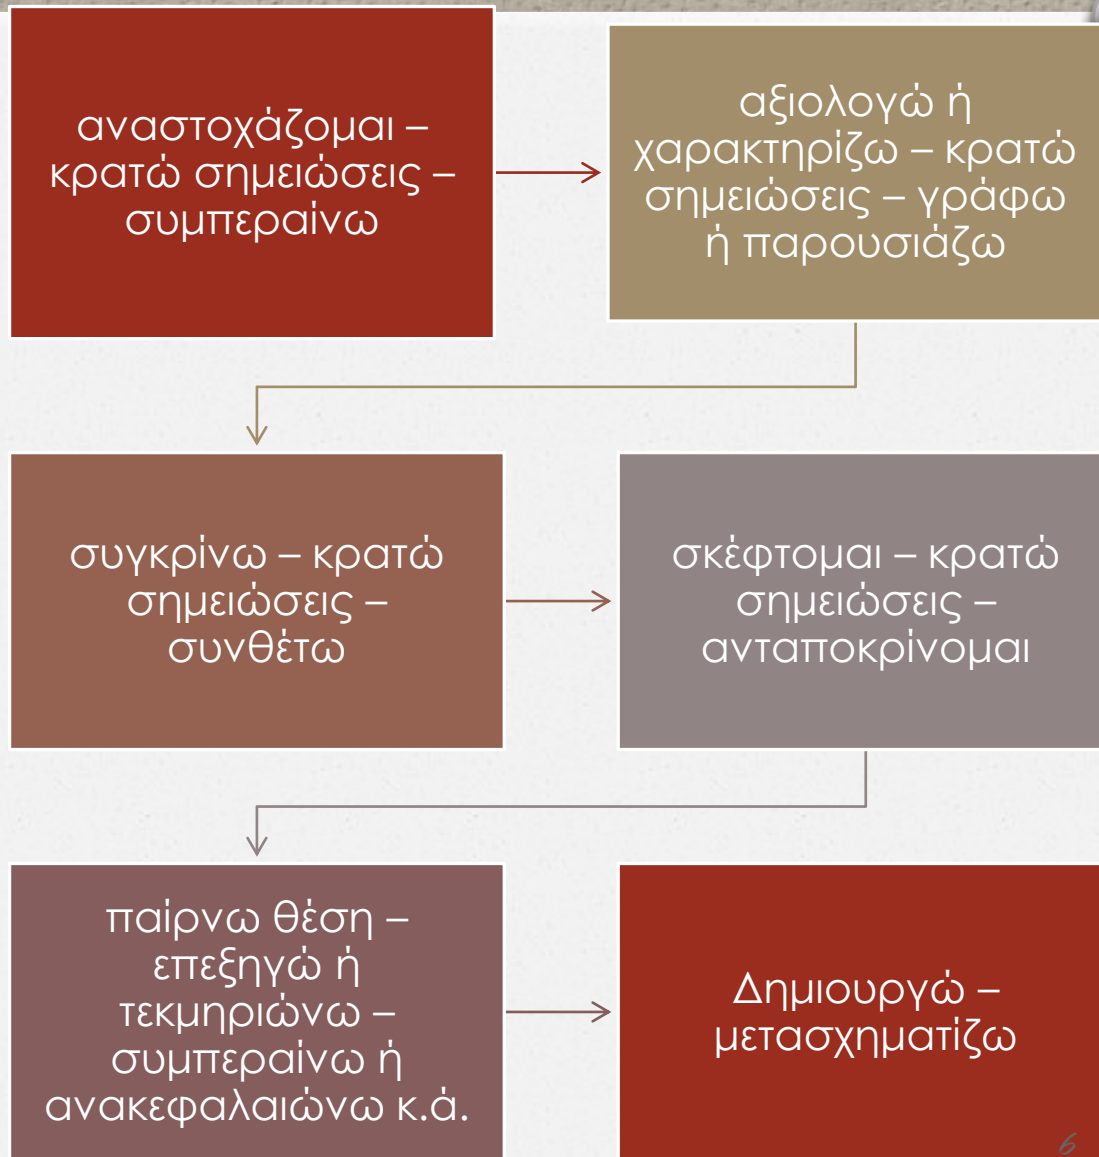 αναστοχάζομαι –
κρατώ σημειώσεις –
συμπεραίνω
αξιολογώ ή
χαρακτηρίζω – κρατώ
σημειώσεις – γράφω
ή παρουσιάζω
συγκρίνω – κρατώ
σημειώσεις –
συνθέτω
σκέφτομαι – κρατώ
σημειώσεις –
ανταποκρίνομαι
παίρνω θέση –
επεξηγώ ή
τεκμηριώνω –
συμπεραίνω ή
ανακεφαλαιώνω κ.ά.
Δημιουργώ –
μετασχηματίζω
6